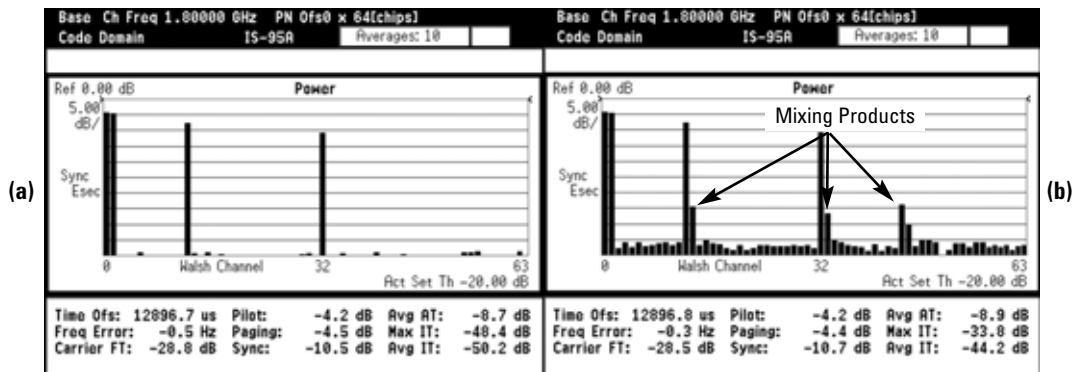 Base Ch Freq 1.80000 GHz PN Ofs0 x 64[chips]
Code Domain IS-95A Averages: 10
Ref 0.00 dB Power
5.00
dB/
Sync
Esec
0 Walsh Channel 32 63
Act Set Th -20.00 dB
Time Ofs: 12896.7 us Pilot: -4.2 dB Avg AT: -8.7 dB
Freq Error: -0.5 Hz Paging: -4.5 dB Max IT: -48.4 dB
Carrier FT: -28.8 dB Sync: -10.5 dB Avg IT: -50.2 dB
(a)
Base Ch Freq 1.80000 GHz PN Ofs0 x 64[chips]
Code Domain IS-95A Averages: 10
Ref 0.00 dB Power
5.00
dB/
Mixing Products
Sync
Esec
0 Walsh Channel 32 63
Act Set Th -20.00 dB
Time Ofs: 12896.8 us Pilot: -4.2 dB Avg AT: -8.9 dB
Freq Error: -0.3 Hz Paging: -4.4 dB Max IT: -33.8 dB
Carrier FT: -28.5 dB Sync: -10.7 dB Avg IT: -44.2 dB
(b)